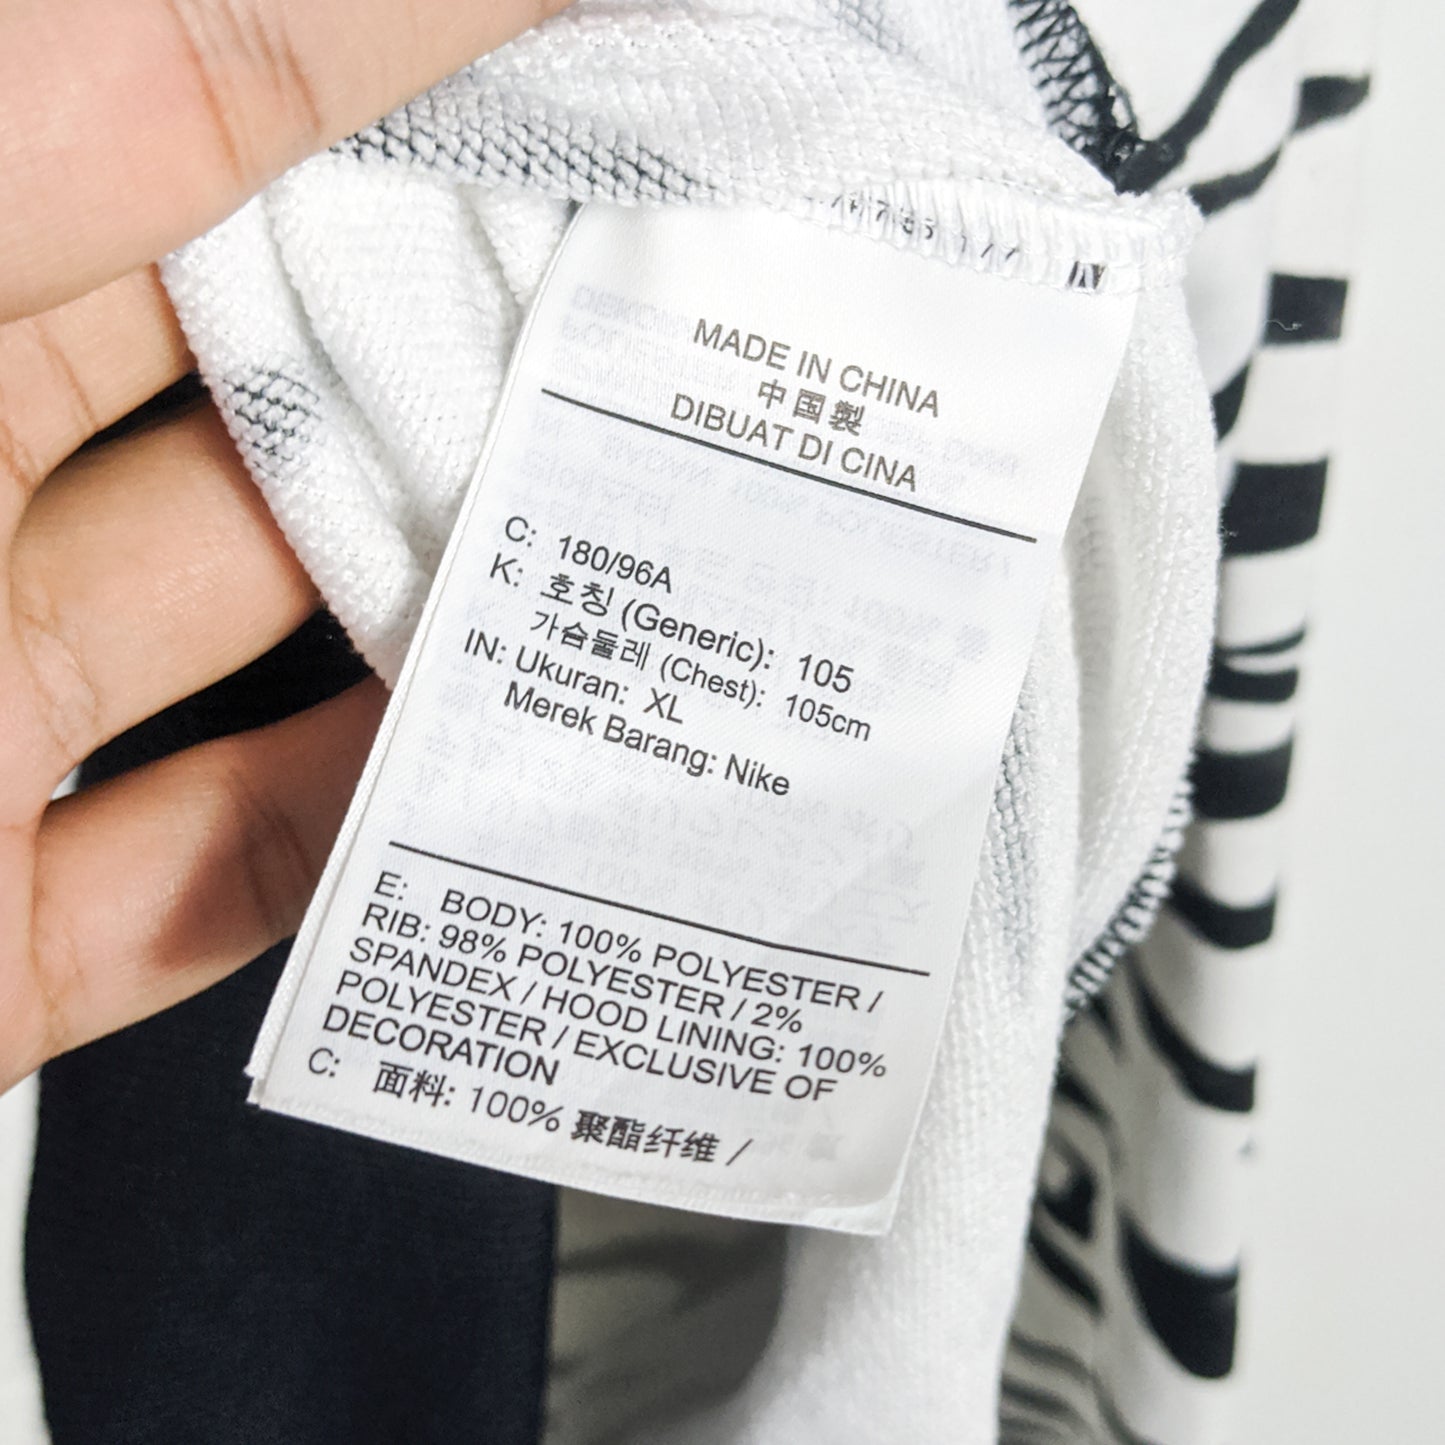 MADE IN CHINA
中国製
DIBUAT DI CINA
C: 180/96A
K: 호칭 (Generic): 105
가슴둘레 (Chest): 105cm
IN: Ukuran: XL
Merek Barang: Nike
E: BODY: 100% POLYESTER /
RIB: 98% POLYESTER / 2%
SPANDEX / HOOD LINING: 100%
POLYESTER / EXCLUSIVE OF
DECORATION
C: 面料: 100% 聚酯纤维 /